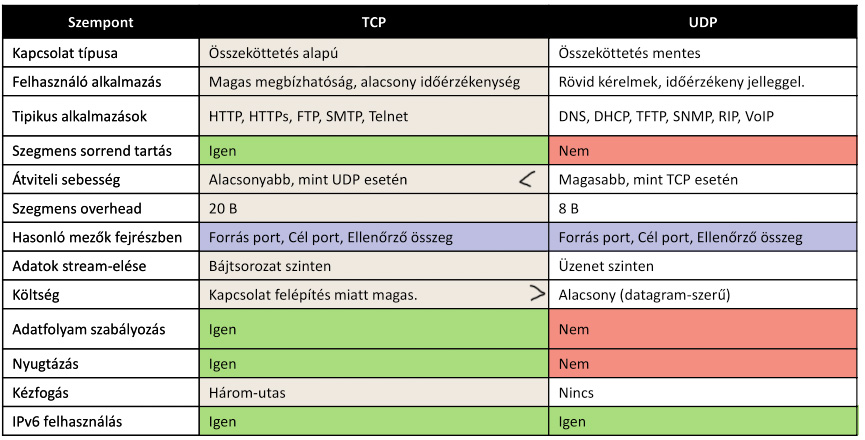 Szempont TCP UDP
Kapcsolat típusa Összeköttetés alapú Összeköttetés mentes
Felhasználó alkalmazás Magas megbízhatóság, alacsony időérzékenység Rövid kérelmek, időérzékeny jelleggel.
Tipikus alkalmazások HTTP, HTTPs, FTP, SMTP, Telnet DNS, DHCP, TFTP, SNMP, RIP, VoIP
Szegmens sorrend tartás Igen Nem
Átviteli sebesség Alacsonyabb, mint UDP esetén < Magasabb, mint TCP esetén
Szegmens overhead 20 B 8 B
Hasonló mezők fejrészben Forrás port, Cél port, Ellenőrző összeg Forrás port, Cél port, Ellenőrző összeg
Adatok stream-elése Bájtsorozat szinten Üzenet szinten
Költség Kapcsolat felépítés miatt magas. > Alacsony (datagram-szerű)
Adatfolyam szabályozás Igen Nem
Nyugtázás Igen Nem
Kézfogás Három-utas Nincs
IPv6 felhasználás Igen Igen